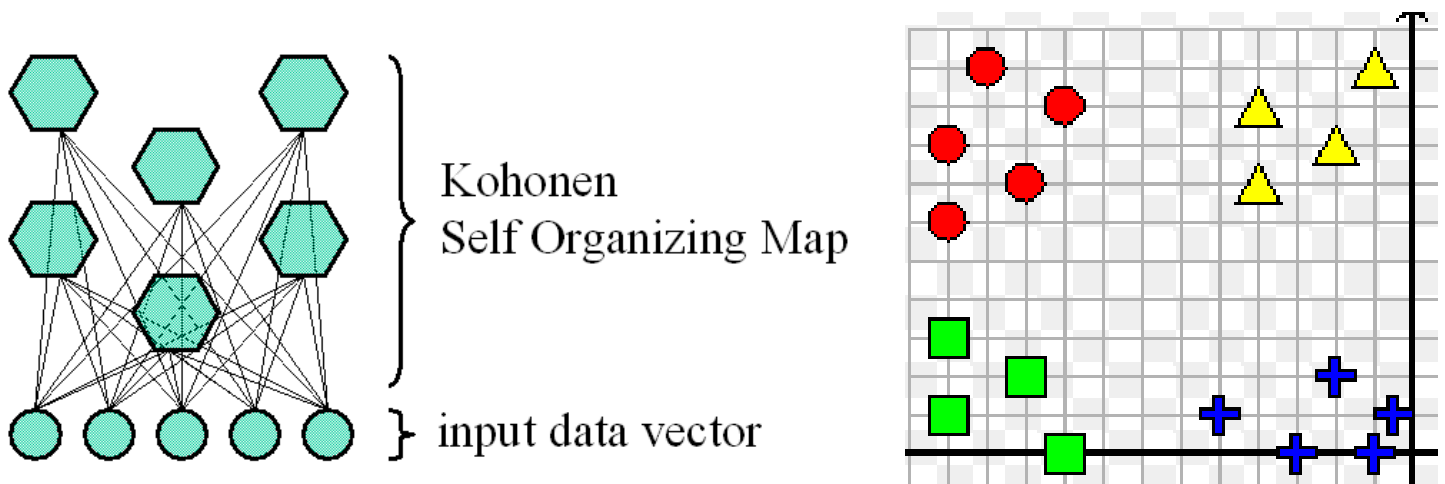 Kohonen
Self Organizing Map
input data vector